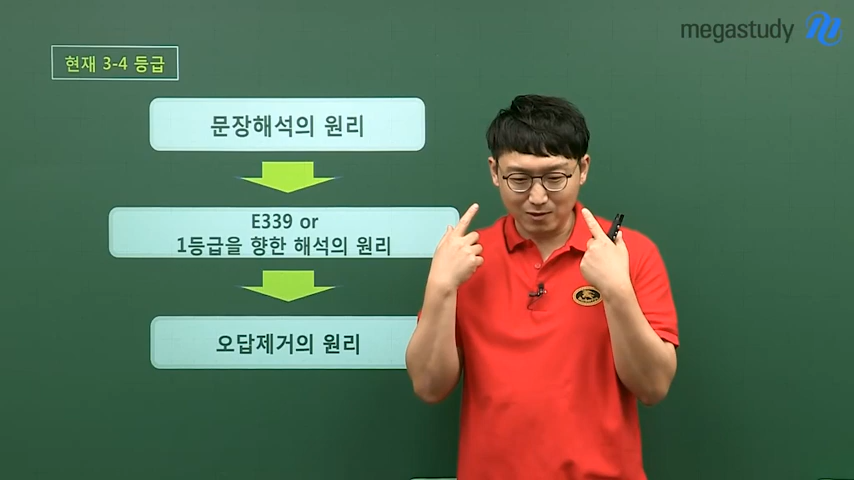 megastudy
현재 3-4 등급
문장해석의 원리
E339 or
1등급을 향한 해석의 원리
오답제거의 원리